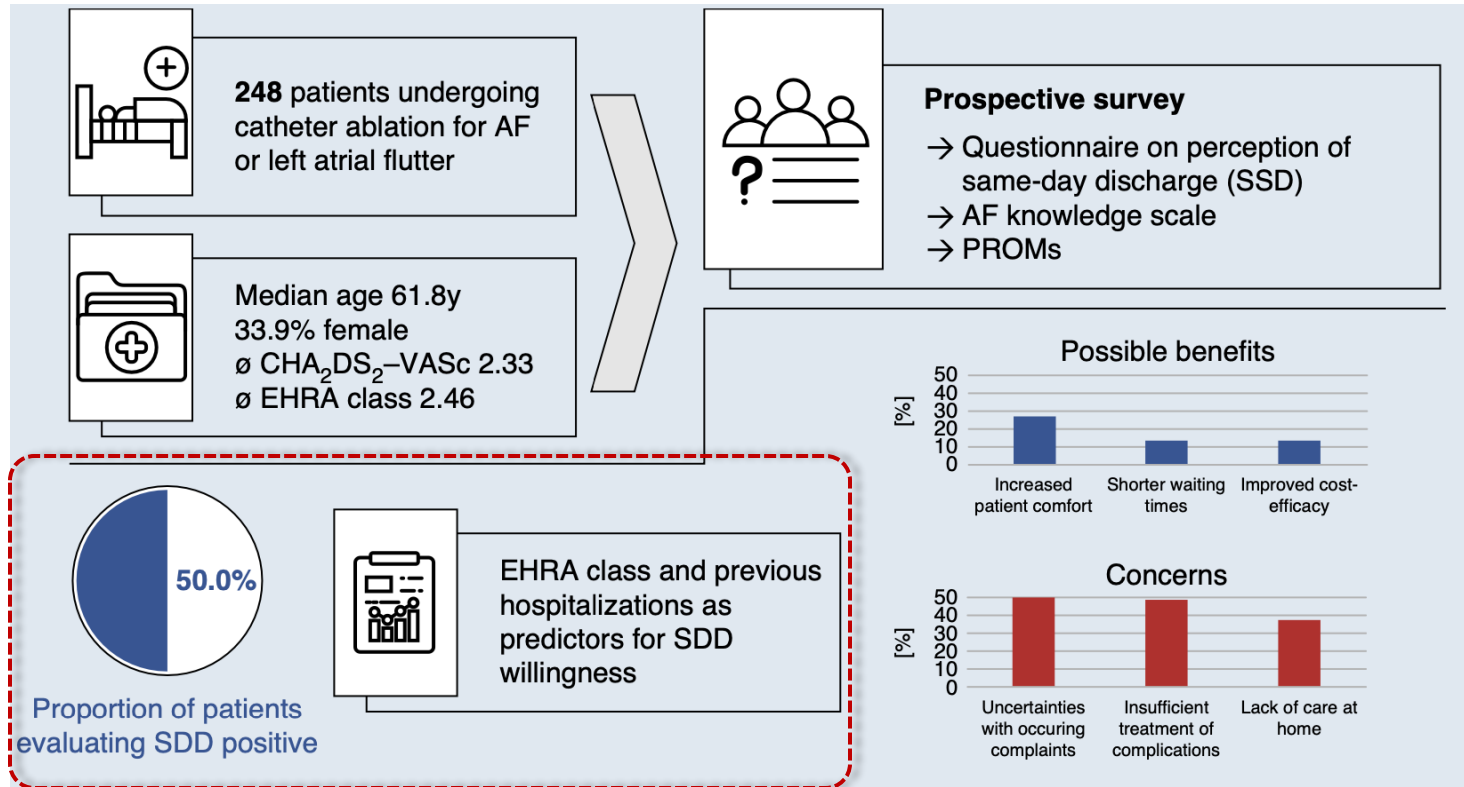 248 patients undergoing
catheter ablation for AF
or left atrial flutter
Median age 61.8y
33.9% female
ø CHA₂DS₂–VASc 2.33
ø EHRA class 2.46
Prospective survey
→ Questionnaire on perception of
same-day discharge (SSD)
→ AF knowledge scale
→ PROMs
?
50.0%
Proportion of patients
evaluating SDD positive
EHRA class and previous
hospitalizations as
predictors for SDD
willingness
Possible benefits
[%]
50
40
30
20
10
0
Increased
patient comfort
Shorter waiting
times
Improved cost-
efficacy
Concerns
[%]
50
40
30
20
10
0
Uncertainties
with occuring
complaints
Insufficient
treatment of
complications
Lack of care at
home